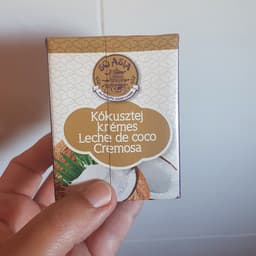 GO ASIA
Kókusztej
krémes
Leche de coco
Cremosa